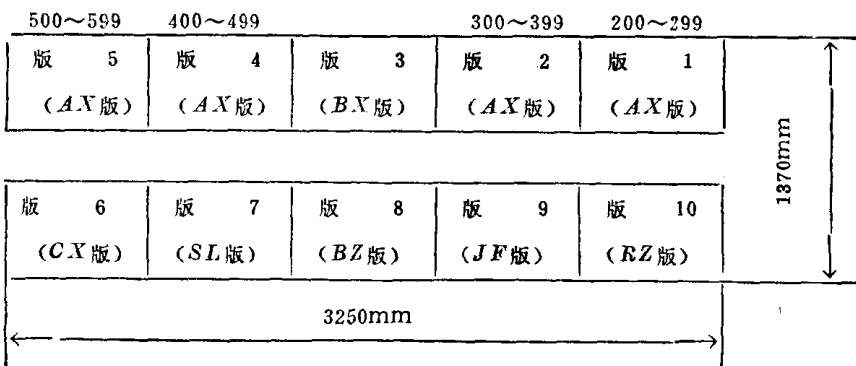 500～599 400～499 300～399 200～299
版 5 版 4 版 3 版 2 版 1
(AX版) (AX版) (BX版) (AX版) (AX版)
1370mm
版 6 版 7 版 8 版 9 版 10
(CX版) (SL版) (BZ版) (JF版) (RZ版)
3250mm